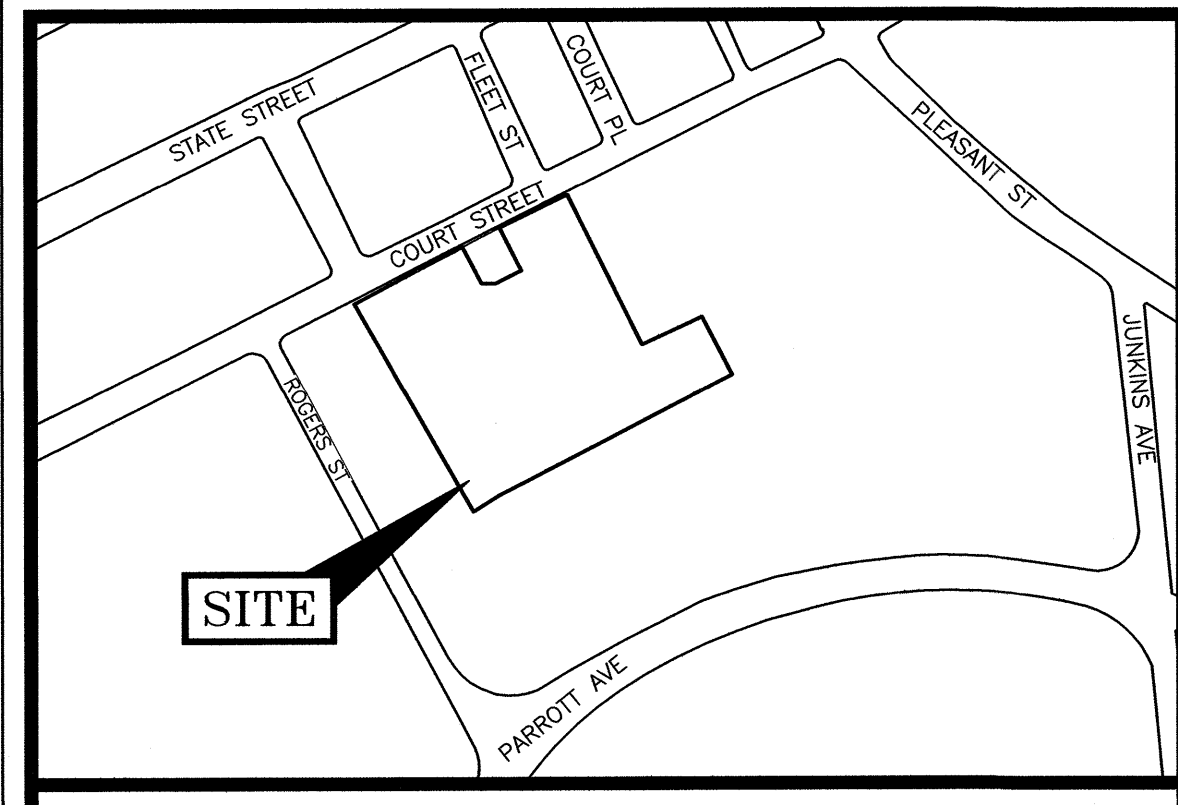 STATE STREET
FLEET ST
COURT PL
PLEASANT ST
COURT STREET
JUNKINS AVE
ROGERS ST
SITE
PARROTT AVE